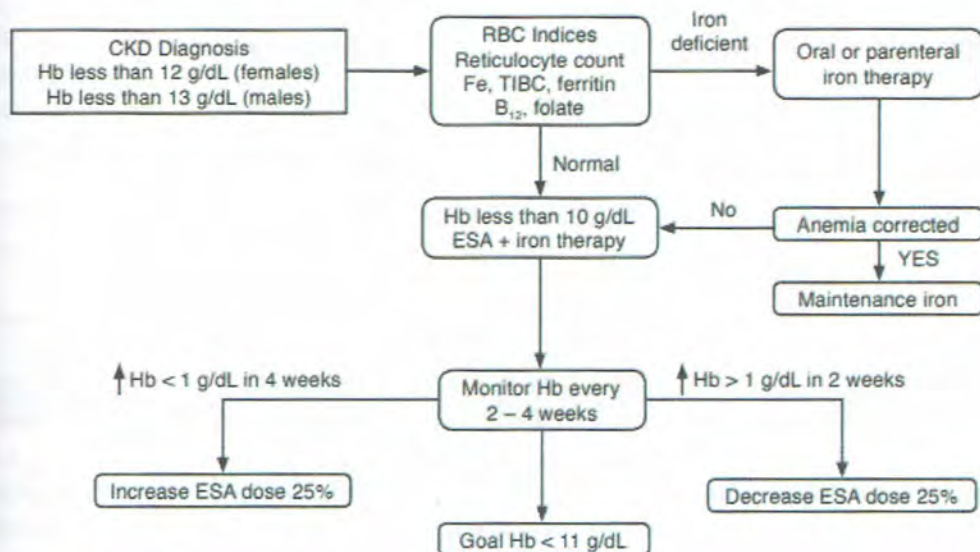 CKD Diagnosis
Hb less than 12 g/dL (females)
Hb less than 13 g/dL (males)
RBC Indices
Reticulocyte count
Fe, TIBC, ferritin
B₁₂, folate
Iron
deficient
Oral or parenteral
iron therapy
Normal
Hb less than 10 g/dL
ESA + iron therapy
No
Anemia corrected
YES
Maintenance iron
↑ Hb < 1 g/dL in 4 weeks
Monitor Hb every
2 – 4 weeks
↑ Hb > 1 g/dL in 2 weeks
Increase ESA dose 25%
Decrease ESA dose 25%
Goal Hb < 11 g/dL